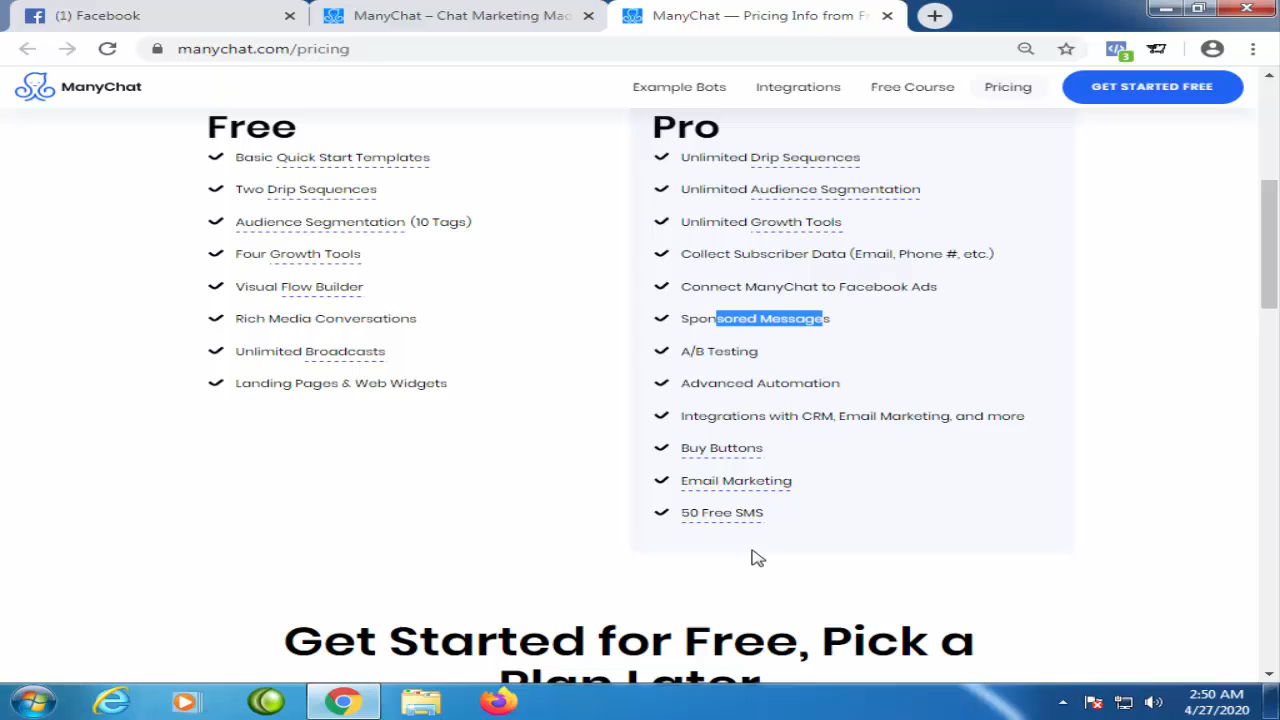 (1) Facebook
ManyChat – Chat Marketing Mac
ManyChat — Pricing Info from Fr
manychat.com/pricing
3
ManyChat
Example Bots
Integrations
Free Course
Pricing
GET STARTED FREE
Free
Basic Quick Start Templates
Two Drip Sequences
Audience Segmentation (10 Tags)
Four Growth Tools
Visual Flow Builder
Rich Media Conversations
Unlimited Broadcasts
Landing Pages & Web Widgets
Pro
Unlimited Drip Sequences
Unlimited Audience Segmentation
Unlimited Growth Tools
Collect Subscriber Data (Email, Phone #, etc.)
Connect ManyChat to Facebook Ads
Sponsored Messages
A/B Testing
Advanced Automation
Integrations with CRM, Email Marketing, and more
Buy Buttons
Email Marketing
50 Free SMS
Get Started for Free, Pick a
Plan Later
2:50 AM
4/27/2020